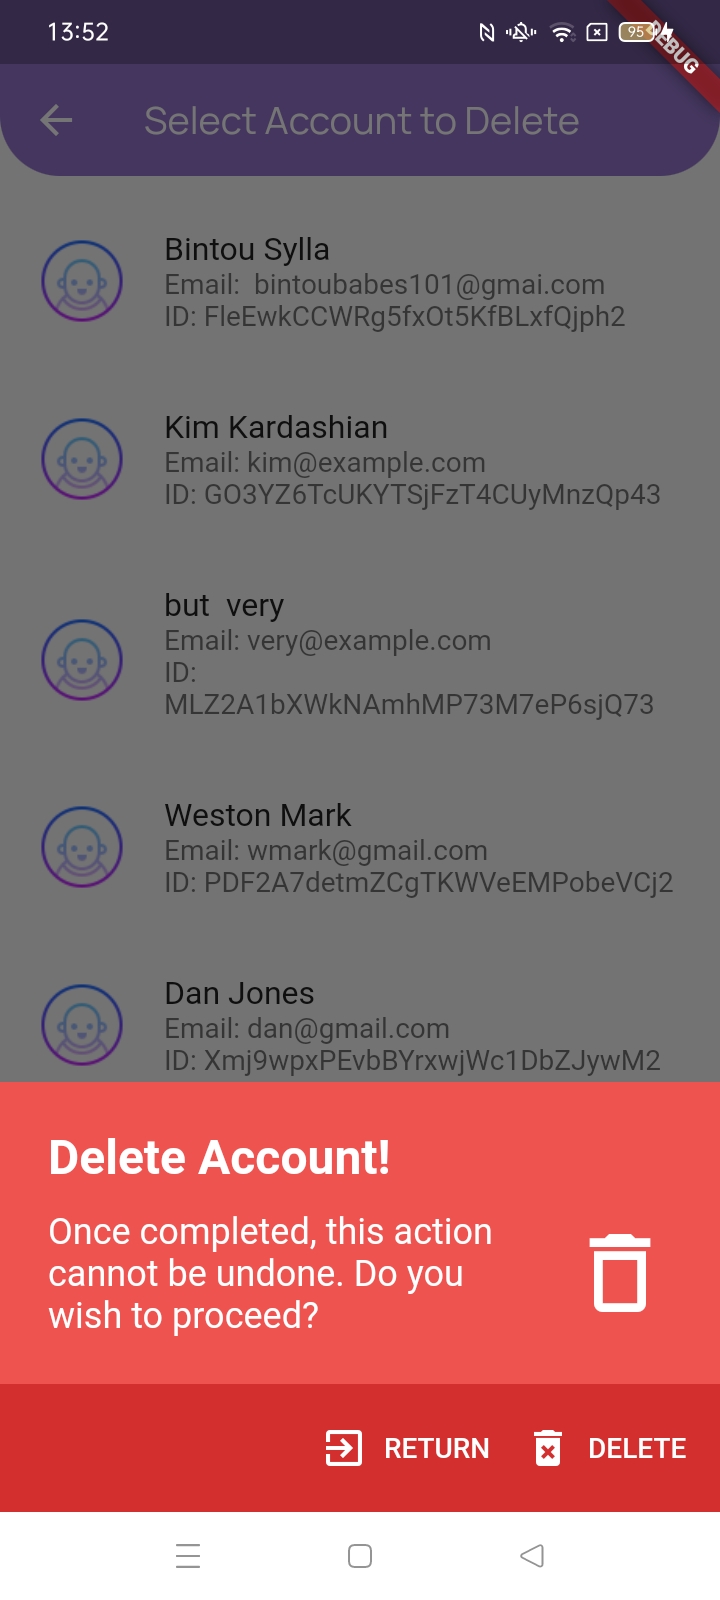 13:52
95
DEBUG
Select Account to Delete
Bintou Sylla
Email:  bintoubabes101@gmai.com
ID: FleEwkCCWRg5fxOt5KfBLxfQjph2
Kim Kardashian
Email: kim@example.com
ID: GO3YZ6TcUKYTSjFzT4CUyMnzQp43
but  very
Email: very@example.com
ID:
MLZ2A1bXWkNAmhMP73M7eP6sjQ73
Weston Mark
Email: wmark@gmail.com
ID: PDF2A7detmZCgTKWVeEMPobeVCj2
Dan Jones
Email: dan@gmail.com
ID: Xmj9wpxPEvbBYrxwjWc1DbZJywM2
Delete Account!
Once completed, this action
cannot be undone. Do you
wish to proceed?
RETURN
DELETE